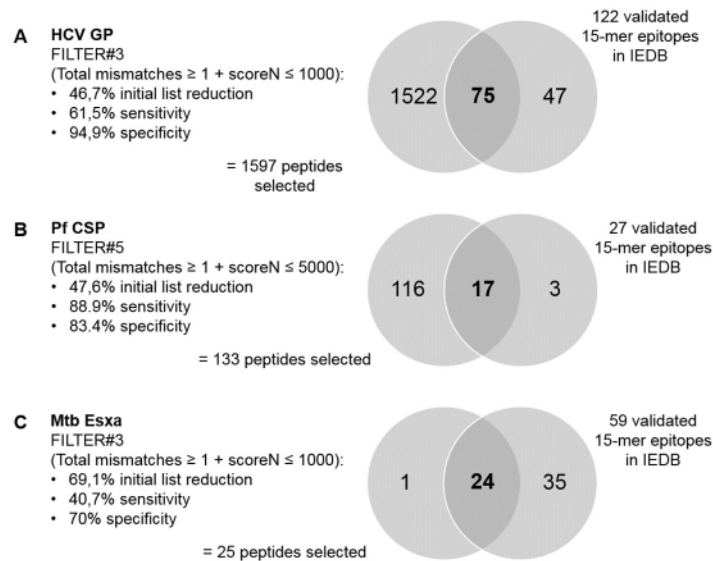 A HCV GP
FILTER#3
(Total mismatches ≥ 1 + scoreN ≤ 1000):
• 46,7% initial list reduction
• 61,5% sensitivity
• 94,9% specificity
= 1597 peptides
selected
1522 75 47
122 validated
15-mer epitopes
in IEDB
B Pf CSP
FILTER#5
(Total mismatches ≥ 1 + scoreN ≤ 5000):
• 47,6% initial list reduction
• 88.9% sensitivity
• 83.4% specificity
= 133 peptides selected
116 17 3
27 validated
15-mer epitopes
in IEDB
C Mtb Esxa
FILTER#3
(Total mismatches ≥ 1 + scoreN ≤ 1000):
• 69,1% initial list reduction
• 40,7% sensitivity
• 70% specificity
= 25 peptides selected
1 24 35
59 validated
15-mer epitopes
in IEDB